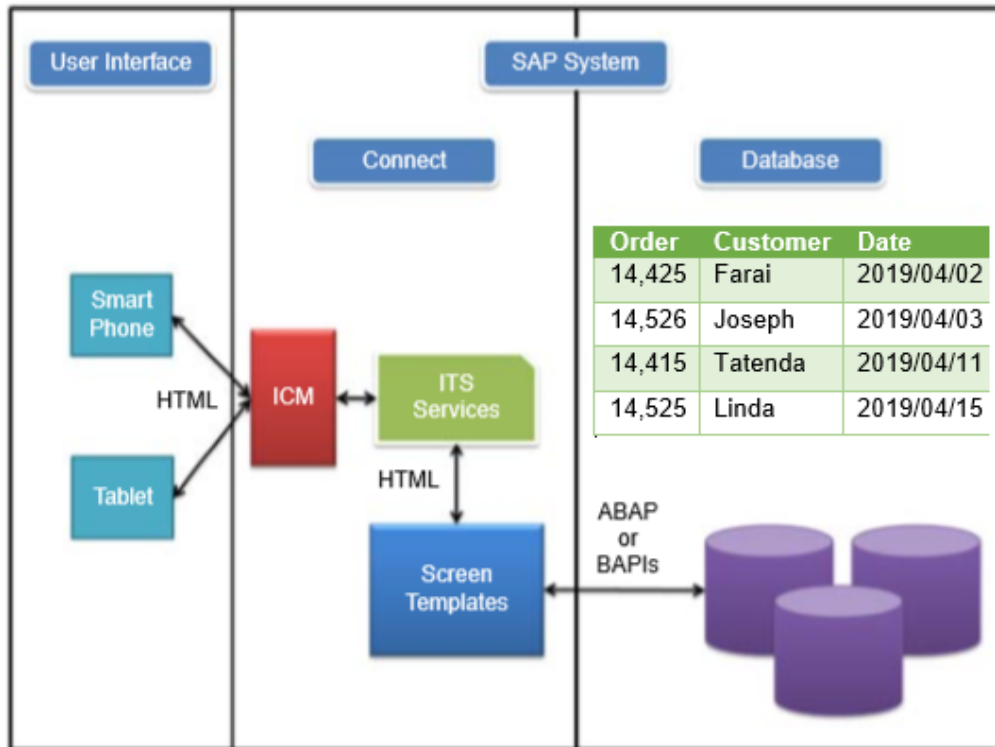 User Interface
SAP System
Connect
Database
Order Customer Date
14,425 Farai 2019/04/02
14,526 Joseph 2019/04/03
14,415 Tatenda 2019/04/11
14,525 Linda 2019/04/15
Smart
Phone
HTML
Tablet
ICM
ITS
Services
HTML
Screen
Templates
ABAP
or
BAPIs